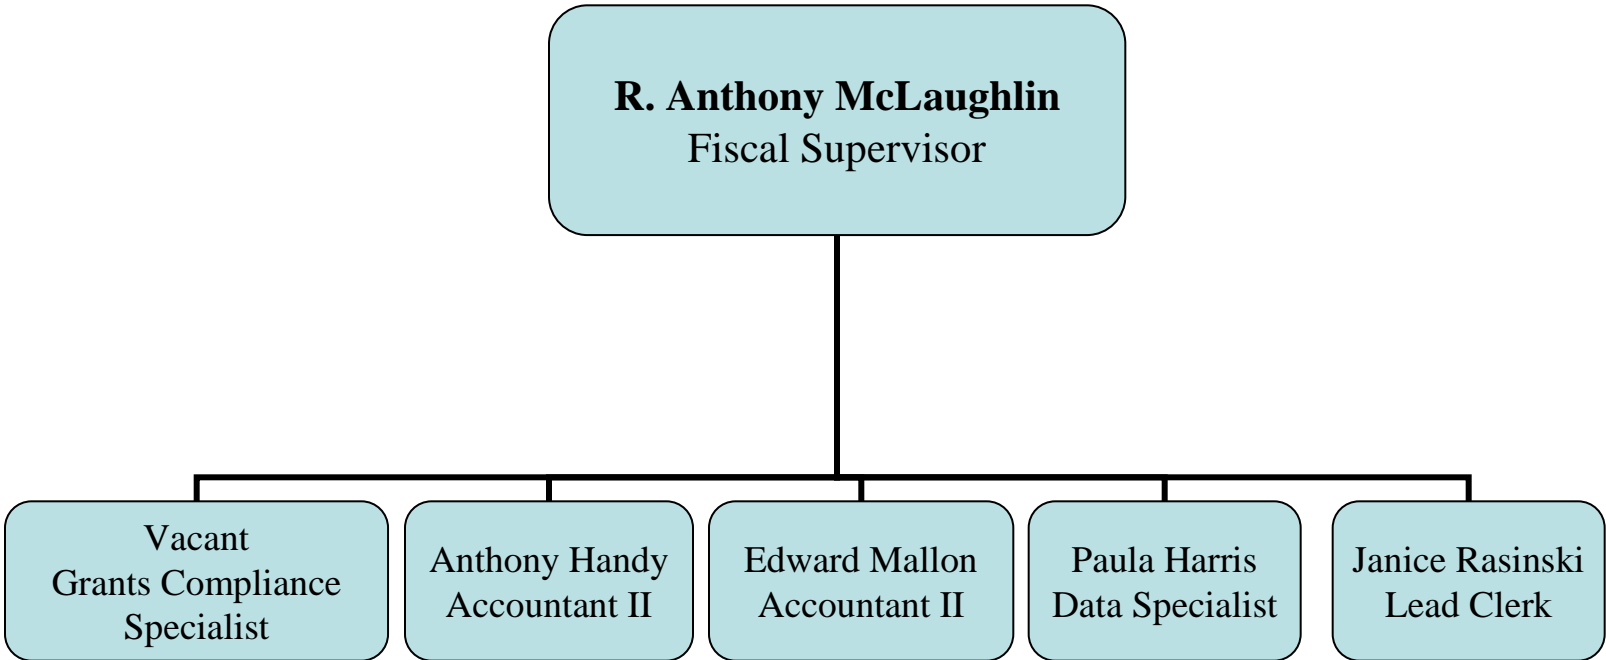 R. Anthony McLaughlin
Fiscal Supervisor
Vacant
Grants Compliance
Specialist
Anthony Handy
Accountant II
Edward Mallon
Accountant II
Paula Harris
Data Specialist
Janice Rasinski
Lead Clerk